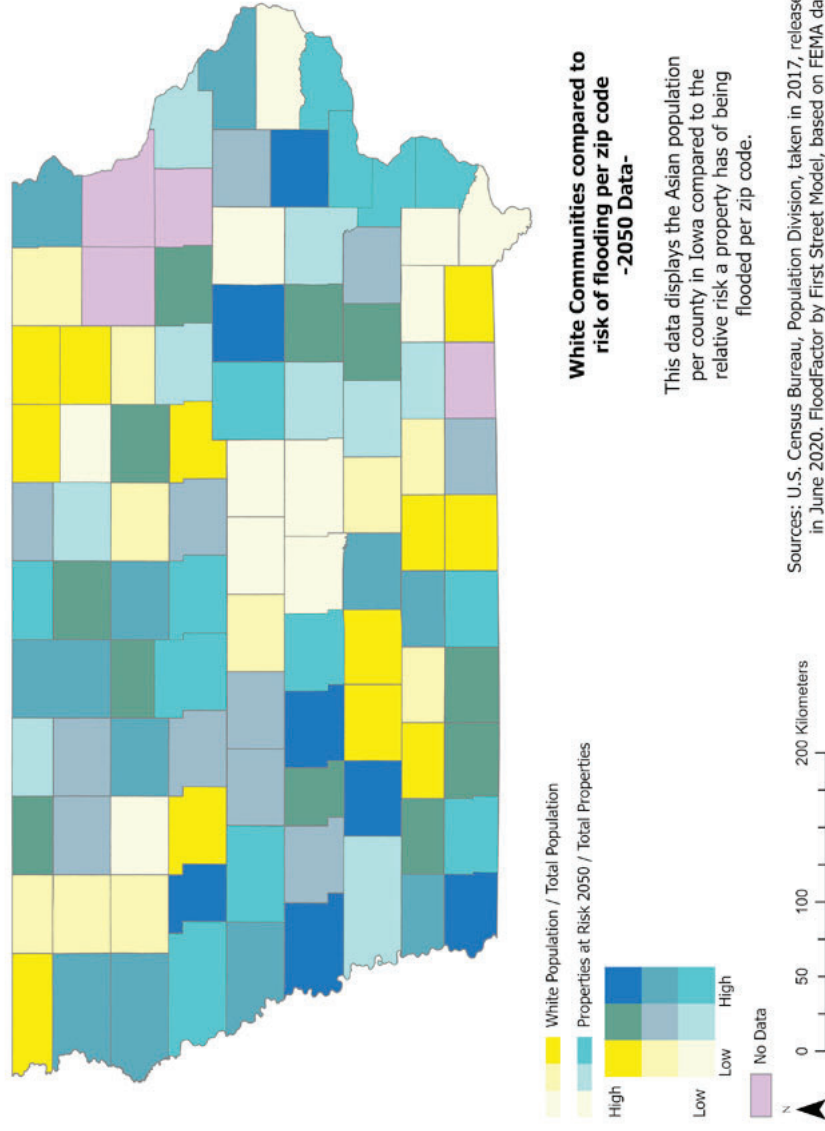 White Communities compared to
risk of flooding per zip code
-2050 Data-
This data displays the Asian population
per county in Iowa compared to the
relative risk a property has of being
flooded per zip code.
Sources: U.S. Census Bureau, Population Division, taken in 2017, release
in June 2020. FloodFactor by First Street Model, based on FEMA da
White Population / Total Population
Properties at Risk 2050 / Total Properties
High
Low
Low
High
No Data
N
0
50
100
200 Kilometers